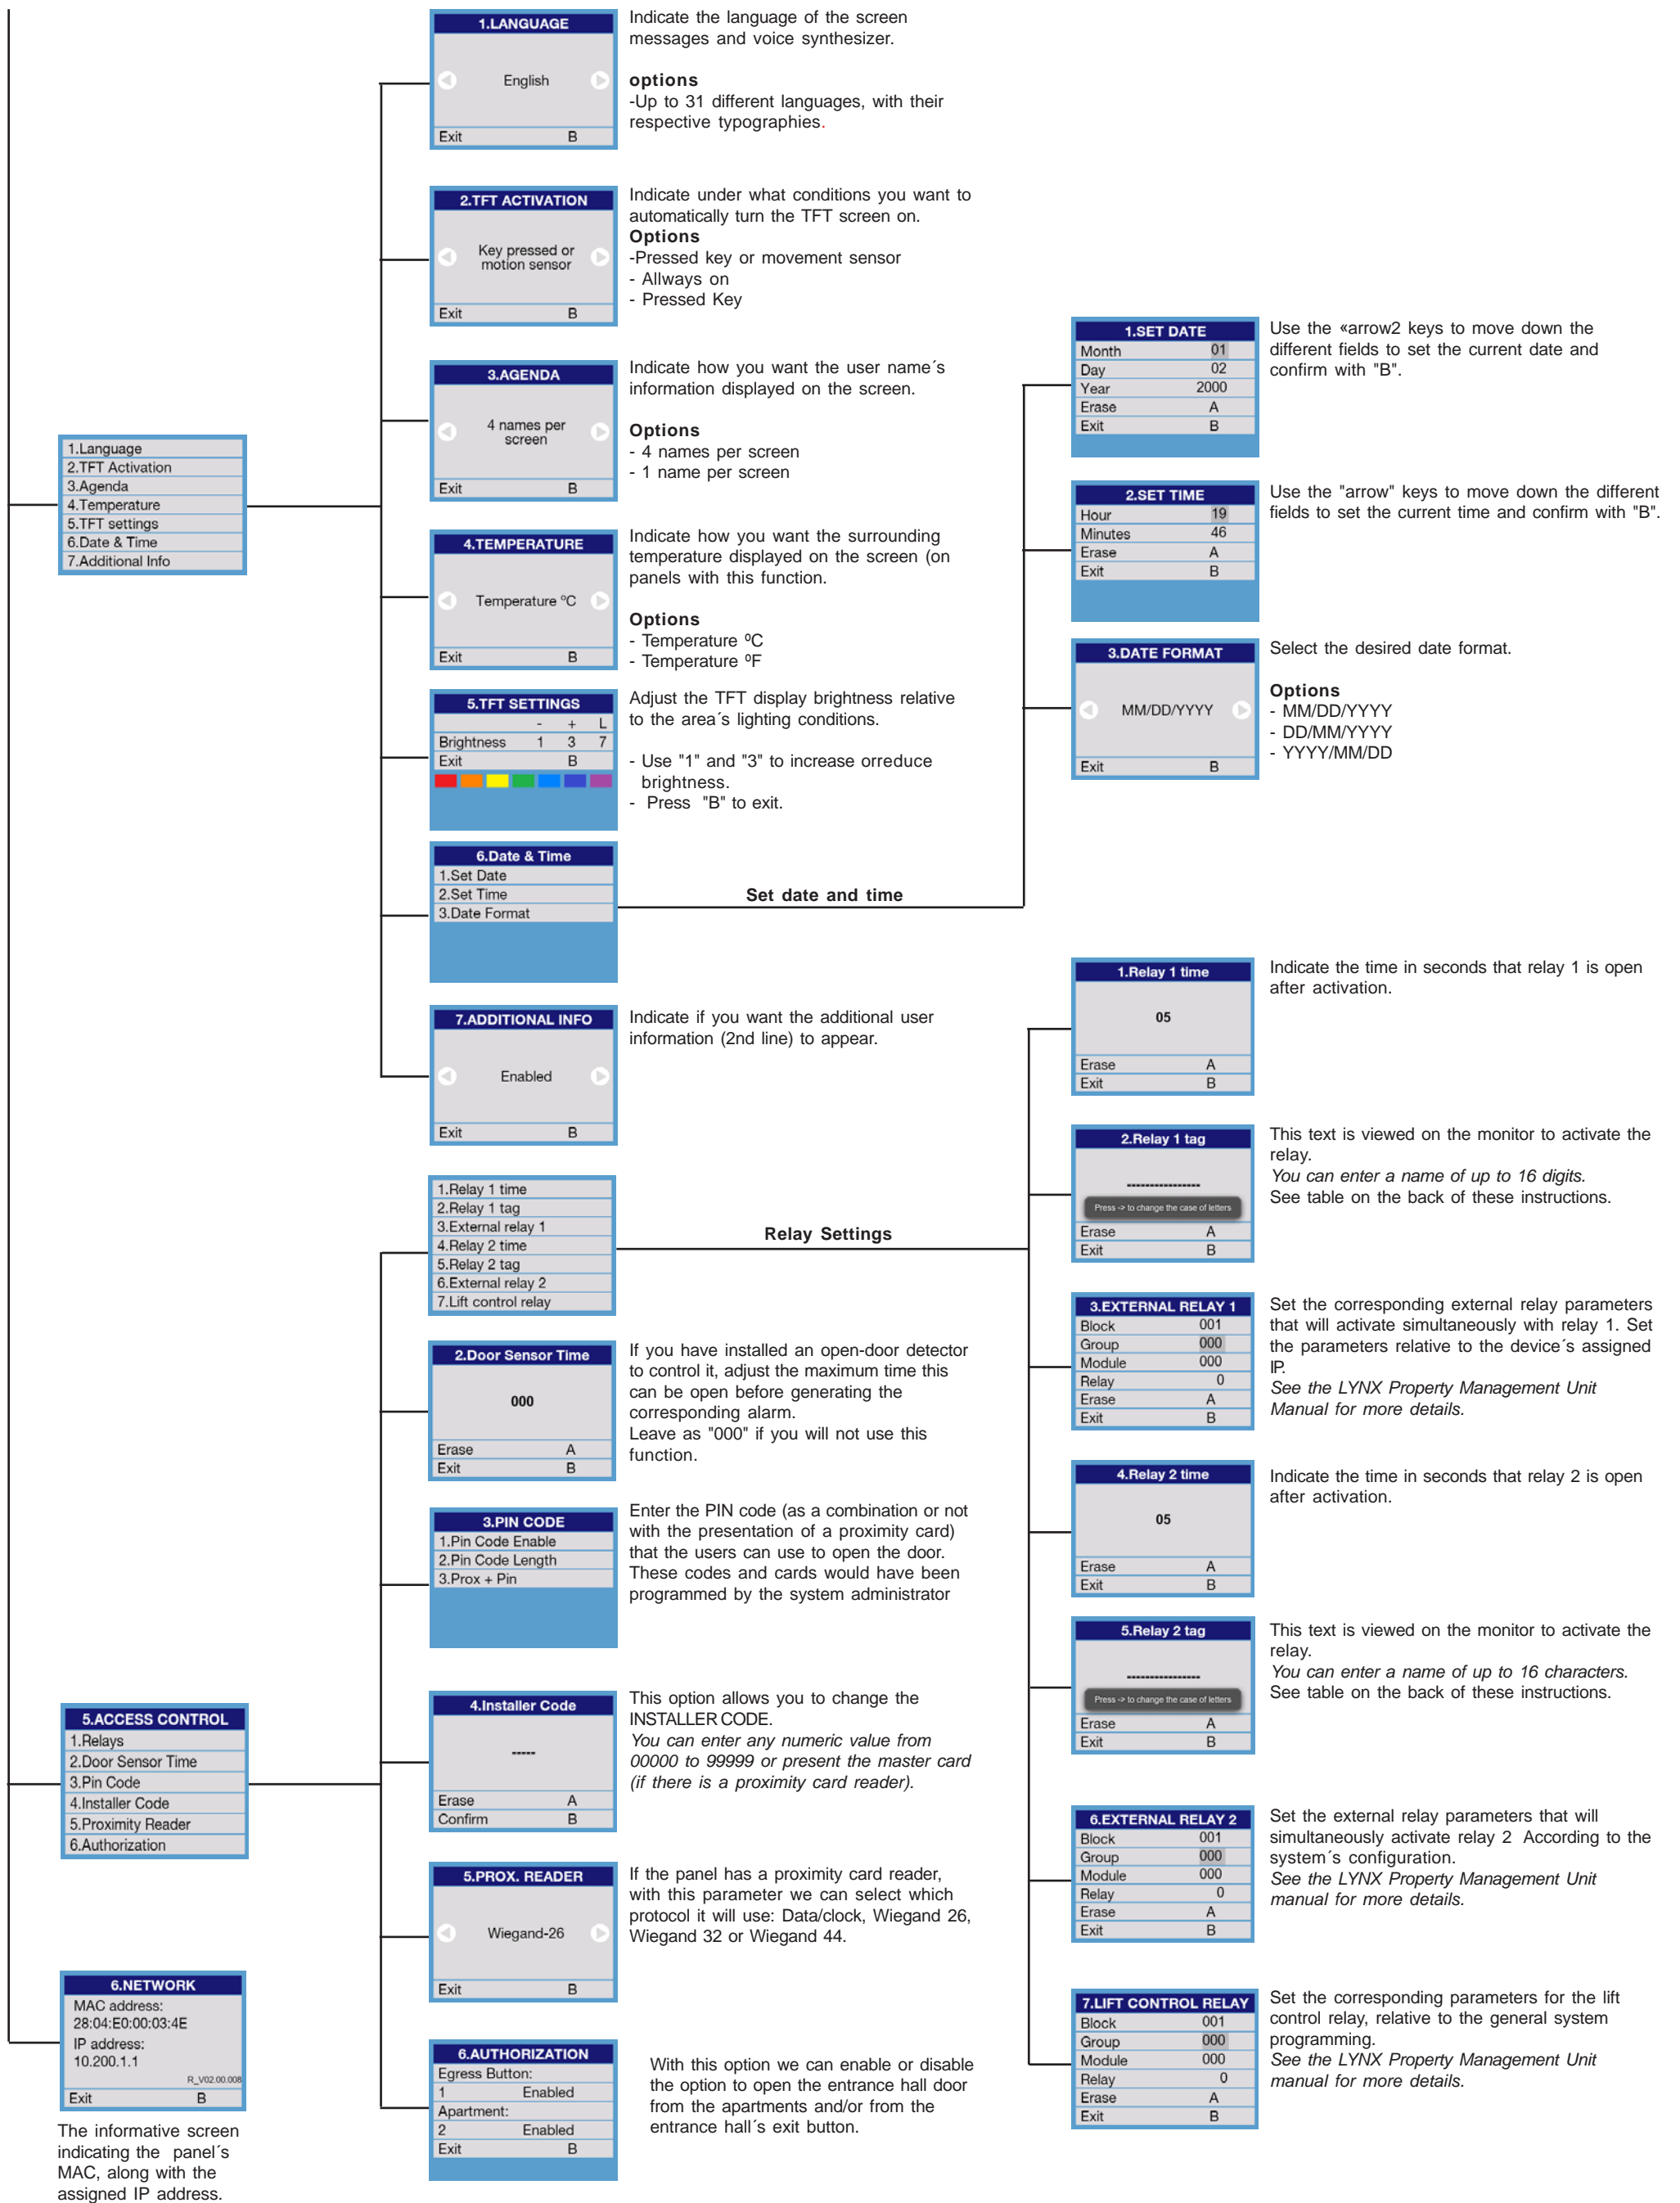 1.Language
2.TFT Activation
3.Agenda
4.Temperature
5.TFT settings
6.Date & Time
7.Additional Info
1.LANGUAGE
English
Exit B
Indicate the language of the screen
messages and voice synthesizer.
options
-Up to 31 different languages, with their
respective typographies.
2.TFT ACTIVATION
Key pressed or
motion sensor
Exit B
Indicate under what conditions you want to
automatically turn the TFT screen on.
Options
-Pressed key or movement sensor
- Allways on
- Pressed Key
3.AGENDA
4 names per
screen
Exit B
Indicate how you want the user name´s
information displayed on the screen.
Options
- 4 names per screen
- 1 name per screen
4.TEMPERATURE
Temperature ºC
Exit B
Indicate how you want the surrounding
temperature displayed on the screen (on
panels with this function.
Options
- Temperature ºC
- Temperature ºF
5.TFT SETTINGS
- + L
Brightness 1 3 7
Exit B
Adjust the TFT display brightness relative
to the area´s lighting conditions.
- Use "1" and "3" to increase orreduce
brightness.
- Press "B" to exit.
6.Date & Time
1.Set Date
2.Set Time
3.Date Format
Set date and time
1.SET DATE
Month 01
Day 02
Year 2000
Erase A
Exit B
Use the «arrow2 keys to move down the
different fields to set the current date and
confirm with "B".
2.SET TIME
Hour 19
Minutes 46
Erase A
Exit B
Use the "arrow" keys to move down the different
fields to set the current time and confirm with "B".
3.DATE FORMAT
MM/DD/YYYY
Exit B
Select the desired date format.
Options
- MM/DD/YYYY
- DD/MM/YYYY
- YYYY/MM/DD
7.ADDITIONAL INFO
Enabled
Exit B
Indicate if you want the additional user
information (2nd line) to appear.
5.ACCESS CONTROL
1.Relays
2.Door Sensor Time
3.Pin Code
4.Installer Code
5.Proximity Reader
6.Authorization
1.Relay 1 time
2.Relay 1 tag
3.External relay 1
4.Relay 2 time
5.Relay 2 tag
6.External relay 2
7.Lift control relay
Relay Settings
1.Relay 1 time
05
Erase A
Exit B
Indicate the time in seconds that relay 1 is open
after activation.
2.Relay 1 tag
----------------
Press -> to change the case of letters
Erase A
Exit B
This text is viewed on the monitor to activate the
relay.
You can enter a name of up to 16 digits.
See table on the back of these instructions.
3.EXTERNAL RELAY 1
Block 001
Group 000
Module 000
Relay 0
Erase A
Exit B
Set the corresponding external relay parameters
that will activate simultaneously with relay 1. Set
the parameters relative to the device´s assigned
IP.
See the LYNX Property Management Unit
Manual for more details.
4.Relay 2 time
05
Erase A
Exit B
Indicate the time in seconds that relay 2 is open
after activation.
5.Relay 2 tag
----------------
Press -> to change the case of letters
Erase A
Exit B
This text is viewed on the monitor to activate the
relay.
You can enter a name of up to 16 characters.
See table on the back of these instructions.
6.EXTERNAL RELAY 2
Block 001
Group 000
Module 000
Relay 0
Erase A
Exit B
Set the external relay parameters that will
simultaneously activate relay 2 According to the
system´s configuration.
See the LYNX Property Management Unit
manual for more details.
7.LIFT CONTROL RELAY
Block 001
Group 000
Module 000
Relay 0
Erase A
Exit B
Set the corresponding parameters for the lift
control relay, relative to the general system
programming.
See the LYNX Property Management Unit
manual for more details.
2.Door Sensor Time
000
Erase A
Exit B
If you have installed an open-door detector
to control it, adjust the maximum time this
can be open before generating the
corresponding alarm.
Leave as "000" if you will not use this
function.
3.PIN CODE
1.Pin Code Enable
2.Pin Code Length
3.Prox + Pin
Enter the PIN code (as a combination or not
with the presentation of a proximity card)
that the users can use to open the door.
These codes and cards would have been
programmed by the system administrator
4.Installer Code
-----
Erase A
Confirm B
This option allows you to change the
INSTALLER CODE.
You can enter any numeric value from
00000 to 99999 or present the master card
(if there is a proximity card reader).
5.PROX. READER
Wiegand-26
Exit B
If the panel has a proximity card reader,
with this parameter we can select which
protocol it will use: Data/clock, Wiegand 26,
Wiegand 32 or Wiegand 44.
6.AUTHORIZATION
Egress Button:
1 Enabled
Apartment:
2 Enabled
Exit B
With this option we can enable or disable
the option to open the entrance hall door
from the apartments and/or from the
entrance hall´s exit button.
6.NETWORK
MAC address:
28:04:E0:00:03:4E
IP address:
10.200.1.1
R_V02.00.008
Exit B
The informative screen
indicating the panel´s
MAC, along with the
assigned IP address.